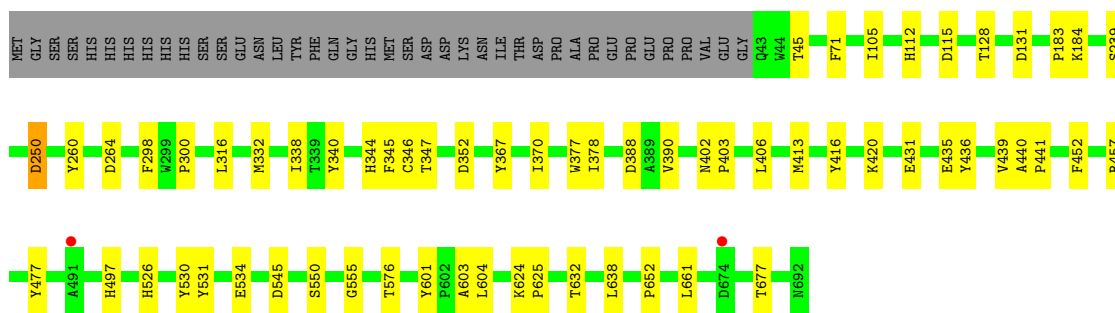 MET GLY SER SER HIS HIS HIS HIS HIS HIS SER SER GLU ASN LEU TYR PHE GLN GLY HIS MET SER ASP ASP LYS ASN ILE THR ASP PRO ALA PRO GLU PRO GLU PRO PRO VAL GLU GLY Q43 W44 T45 F71 I105 H112 D115 T128 D131 P183 K184
D250 Y260 D264 F298 W299 P300 L316 M332 I338 T339 Y340 H344 F345 C346 T347 D352 Y367 I370 W377 I378 D388 A389 V390 N402 P403 L406 M413 Y416 K420 E431 E435 Y436 V439 A440 P441 F452
Y477 A491 H497 H526 Y530 Y531 E534 D545 S550 G555 T576 Y601 P602 A603 L604 K624 P625 T632 L638 P652 L661 D674 T677 N692